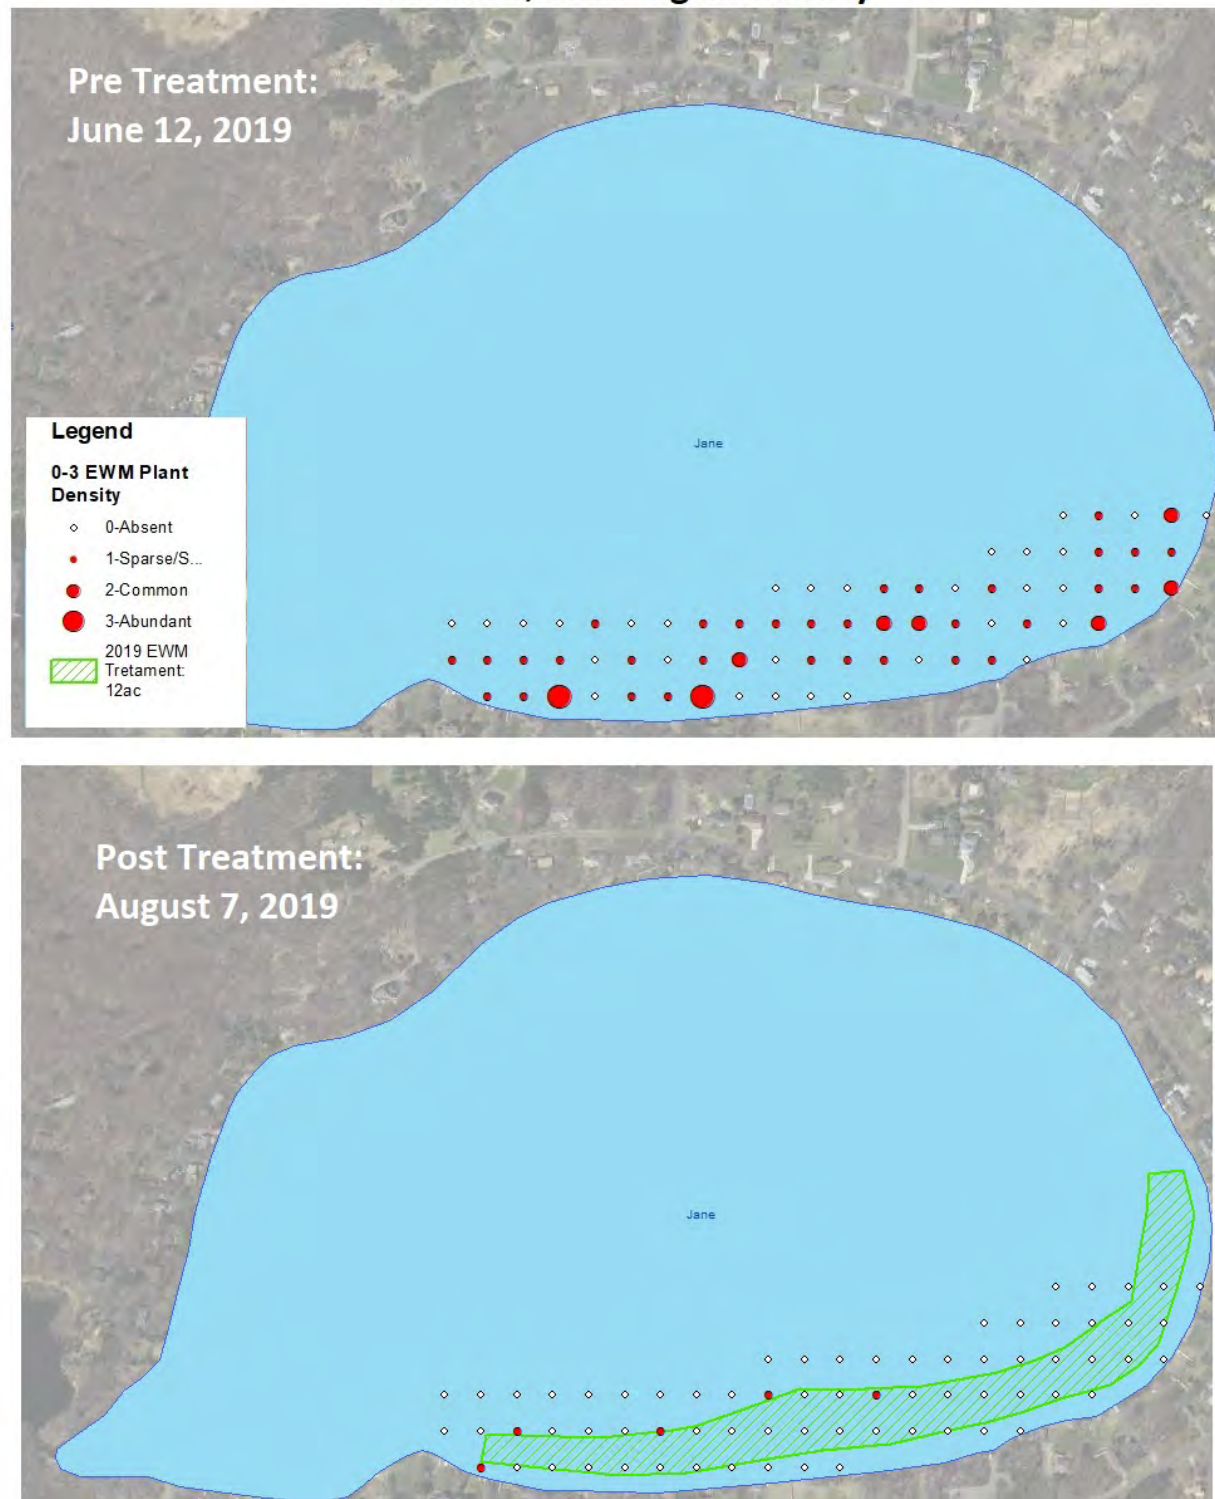 Pre Treatment:
June 12, 2019
Jane
Legend
0-3 EWM Plant
Density
0-Absent
1-Sparse/S...
2-Common
3-Abundant
2019 EWM
Tretament:
12ac
Post Treatment:
August 7, 2019
Jane